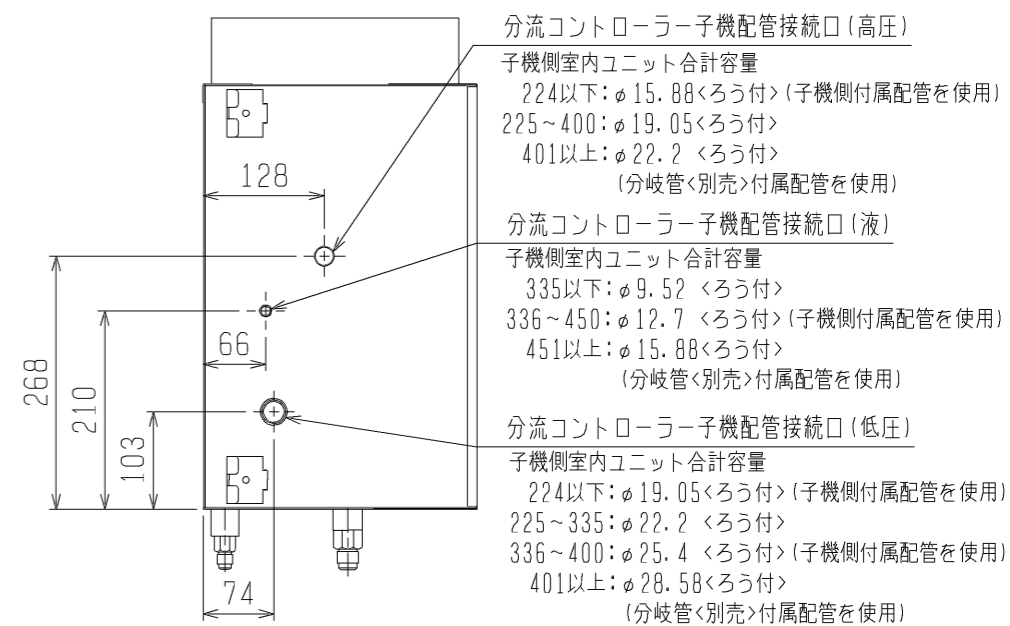 分流コントローラー子機配管接続口(高圧)
子機側室内ユニット合計容量
224以下:φ15.88<ろう付>(子機側付属配管を使用)
225~400:φ19.05<ろう付>
401以上:φ22.2 <ろう付>
(分岐管<別売>付属配管を使用)
128
分流コントローラー子機配管接続口(液)
子機側室内ユニット合計容量
335以下:φ9.52 <ろう付>
336~450:φ12.7 <ろう付>(子機側付属配管を使用)
451以上:φ15.88<ろう付>
(分岐管<別売>付属配管を使用)
66
268
210
103
分流コントローラー子機配管接続口(低圧)
子機側室内ユニット合計容量
224以下:φ19.05<ろう付>(子機側付属配管を使用)
225~335:φ22.2 <ろう付>
336~400:φ25.4 <ろう付>(子機側付属配管を使用)
401以上:φ28.58<ろう付>
(分岐管<別売>付属配管を使用)
74